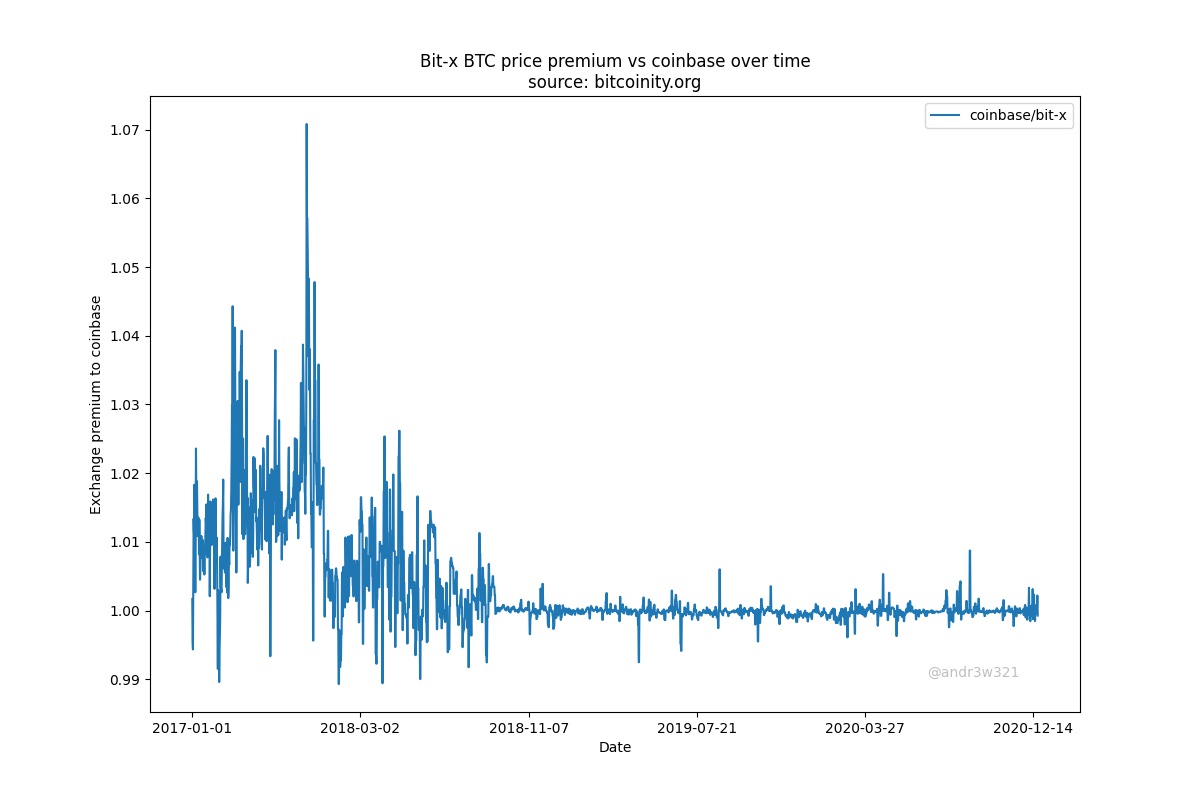 Bit-x BTC price premium vs coinbase over time
source: bitcoinity.org
coinbase/bit-x
1.07
1.06
1.05
1.04
1.03
1.02
1.01
1.00
0.99
Exchange premium to coinbase
@andr3w321
2017-01-01 2018-03-02 2018-11-07 2019-07-21 2020-03-27 2020-12-14
Date